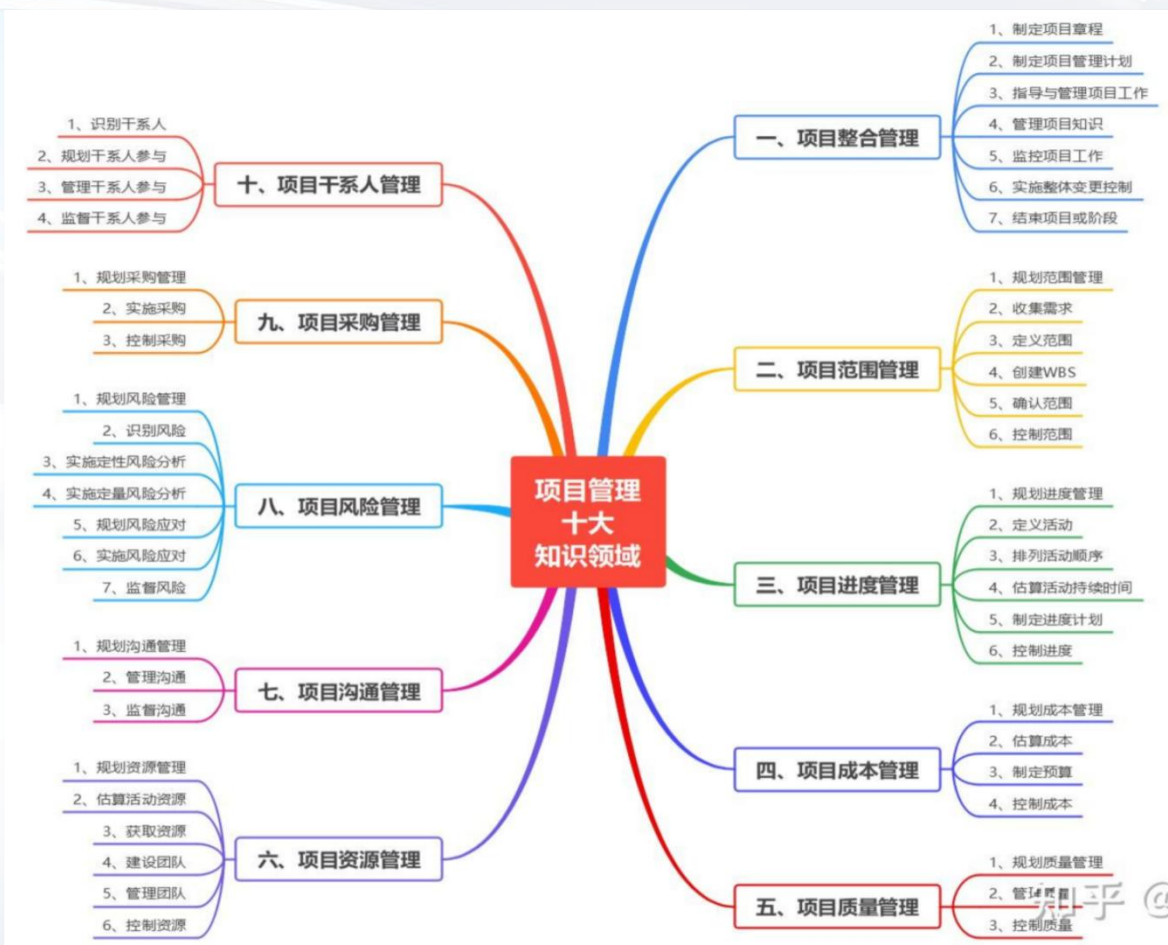 项目管理
十大
知识领域
一、项目整合管理
1、制定项目章程
2、制定项目管理计划
3、指导与管理项目工作
4、管理项目知识
5、监控项目工作
6、实施整体变更控制
7、结束项目或阶段
二、项目范围管理
1、规划范围管理
2、收集需求
3、定义范围
4、创建WBS
5、确认范围
6、控制范围
三、项目进度管理
1、规划进度管理
2、定义活动
3、排列活动顺序
4、估算活动持续时间
5、制定进度计划
6、控制进度
四、项目成本管理
1、规划成本管理
2、估算成本
3、制定预算
4、控制成本
五、项目质量管理
1、规划质量管理
2、管理质量
3、控制质量
六、项目资源管理
1、规划资源管理
2、估算活动资源
3、获取资源
4、建设团队
5、管理团队
6、控制资源
七、项目沟通管理
1、规划沟通管理
2、管理沟通
3、监督沟通
八、项目风险管理
1、规划风险管理
2、识别风险
3、实施定性风险分析
4、实施定量风险分析
5、规划风险应对
6、实施风险应对
7、监督风险
九、项目采购管理
1、规划采购管理
2、实施采购
3、控制采购
十、项目干系人管理
1、识别干系人
2、规划干系人参与
3、管理干系人参与
4、监督干系人参与
知乎 @